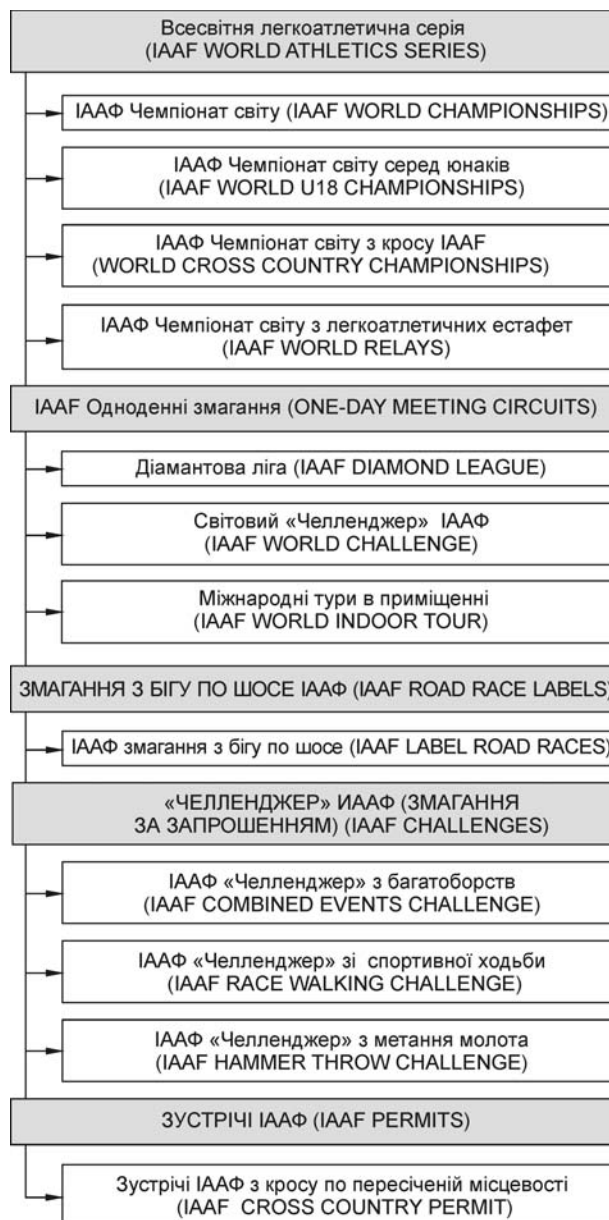 Всесвітня легкоатлетична серія
(IAAF WORLD ATHLETICS SERIES)
ІААФ Чемпіонат світу (IAAF WORLD CHAMPIONSHIPS)
ІААФ Чемпіонат світу серед юнаків
(IAAF WORLD U18 CHAMPIONSHIPS)
ІААФ Чемпіонат світу з кросу IAAF
(WORLD CROSS COUNTRY CHAMPIONSHIPS)
ІААФ Чемпіонат світу з легкоатлетичних естафет
(IAAF WORLD RELAYS)
IAAF Одноденні змагання (ONE-DAY MEETING CIRCUITS)
Діамантова ліга (IAAF DIAMOND LEAGUE)
Світовий «Челленджер» ІААФ
(IAAF WORLD CHALLENGE)
Міжнародні тури в приміщенні
(IAAF WORLD INDOOR TOUR)
ЗМАГАННЯ З БІГУ ПО ШОСЕ ІААФ (IAAF ROAD RACE LABELS)
ІААФ змагання з бігу по шосе (IAAF LABEL ROAD RACES)
«ЧЕЛЛЕНДЖЕР» ИААФ (ЗМАГАННЯ
ЗА ЗАПРОШЕННЯМ) (IAAF CHALLENGES)
ІААФ «Челленджер» з багатоборств
(IAAF COMBINED EVENTS CHALLENGE)
ІААФ «Челленджер» зі спортивної ходьби
(IAAF RACE WALKING CHALLENGE)
ІААФ «Челленджер» з метання молота
(IAAF HAMMER THROW CHALLENGE)
ЗУСТРІЧІ ІААФ (IAAF PERMITS)
Зустрічі ІААФ з кросу по пересіченій місцевості
(IAAF CROSS COUNTRY PERMIT)